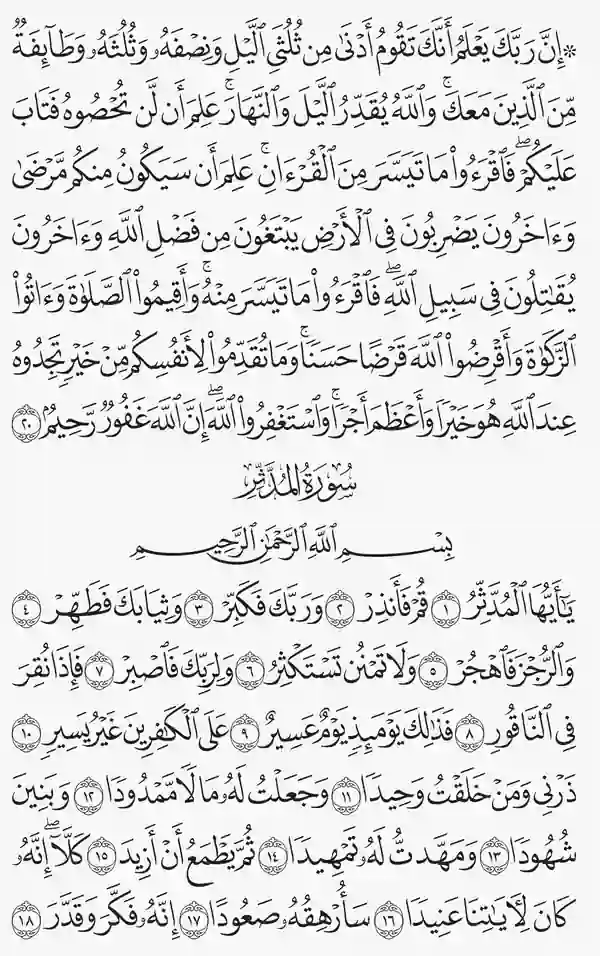 ۞ إِنَّ رَبَّكَ يَعْلَمُ أَنَّكَ تَقُومُ أَدْنَىٰ مِن ثُلُثَيِ ٱلَّيْلِ وَنِصْفَهُۥ وَثُلُثَهُۥ وَطَآئِفَةٌ
مِّنَ ٱلَّذِينَ مَعَكَۚ وَٱللَّهُ يُقَدِّرُ ٱلَّيْلَ وَٱلنَّهَارَۚ عَلِمَ أَن لَّن تُحْصُوهُ فَتَابَ
عَلَيْكُمْۖ فَٱقْرَءُوا۟ مَا تَيَسَّرَ مِنَ ٱلْقُرْءَانِۚ عَلِمَ أَن سَيَكُونُ مِنكُم مَّرْضَىٰ
وَءَاخَرُونَ يَضْرِبُونَ فِى ٱلْأَرْضِ يَبْتَغُونَ مِن فَضْلِ ٱللَّهِ وَءَاخَرُونَ
يُقَـٰتِلُونَ فِى سَبِيلِ ٱللَّهِۖ فَٱقْرَءُوا۟ مَا تَيَسَّرَ مِنْهُۚ وَأَقِيمُوا۟ ٱلصَّلَوٰةَ وَءَاتُوا۟
ٱلزَّكَوٰةَ وَأَقْرِضُوا۟ ٱللَّهَ قَرْضًا حَسَنًاۚ وَمَا تُقَدِّمُوا۟ لِأَنفُسِكُم مِّنْ خَيْرٍ تَجِدُوهُ
عِندَ ٱللَّهِ هُوَ خَيْرًا وَأَعْظَمَ أَجْرًاۚ وَٱسْتَغْفِرُوا۟ ٱللَّهَۖ إِنَّ ٱللَّهَ غَفُورٌ رَّحِيمٌۢ ٢٠
سُورَةُ ٱلْمُدَّثِّرِ
بِسْمِ ٱللَّهِ ٱلرَّحْمَـٰنِ ٱلرَّحِيمِ
يَـٰٓأَيُّهَا ٱلْمُدَّثِّرُ ١ قُمْ فَأَنذِرْ ٢ وَرَبَّكَ فَكَبِّرْ ٣ وَثِيَابَكَ فَطَهِّرْ ٤
وَٱلرُّجْزَ فَٱهْجُرْ ٥ وَلَا تَمْنُن تَسْتَكْثِرُ ٦ وَلِرَبِّكَ فَٱصْبِرْ ٧ فَإِذَا نُقِرَ
فِى ٱلنَّاقُورِ ٨ فَذَٰلِكَ يَوْمَئِذٍ يَوْمٌ عَسِيرٌ ٩ عَلَى ٱلْكَـٰفِرِينَ غَيْرُ يَسِيرٍ ١٠
ذَرْنِى وَمَنْ خَلَقْتُ وَحِيدًا ١١ وَجَعَلْتُ لَهُۥ مَالًا مَّمْدُودًا ١٢ وَبَنِينَ
شُهُودًا ١٣ وَمَهَّدتُّ لَهُۥ تَمْهِيدًا ١٤ ثُمَّ يَطْمَعُ أَنْ أَزِيدَ ١٥ كَلَّآۖ إِنَّهُۥ
كَانَ لِـَٔايَـٰتِنَا عَنِيدًا ١٦ سَأُرْهِقُهُۥ صَعُودًا ١٧ إِنَّهُۥ فَكَّرَ وَقَدَّرَ ١٨